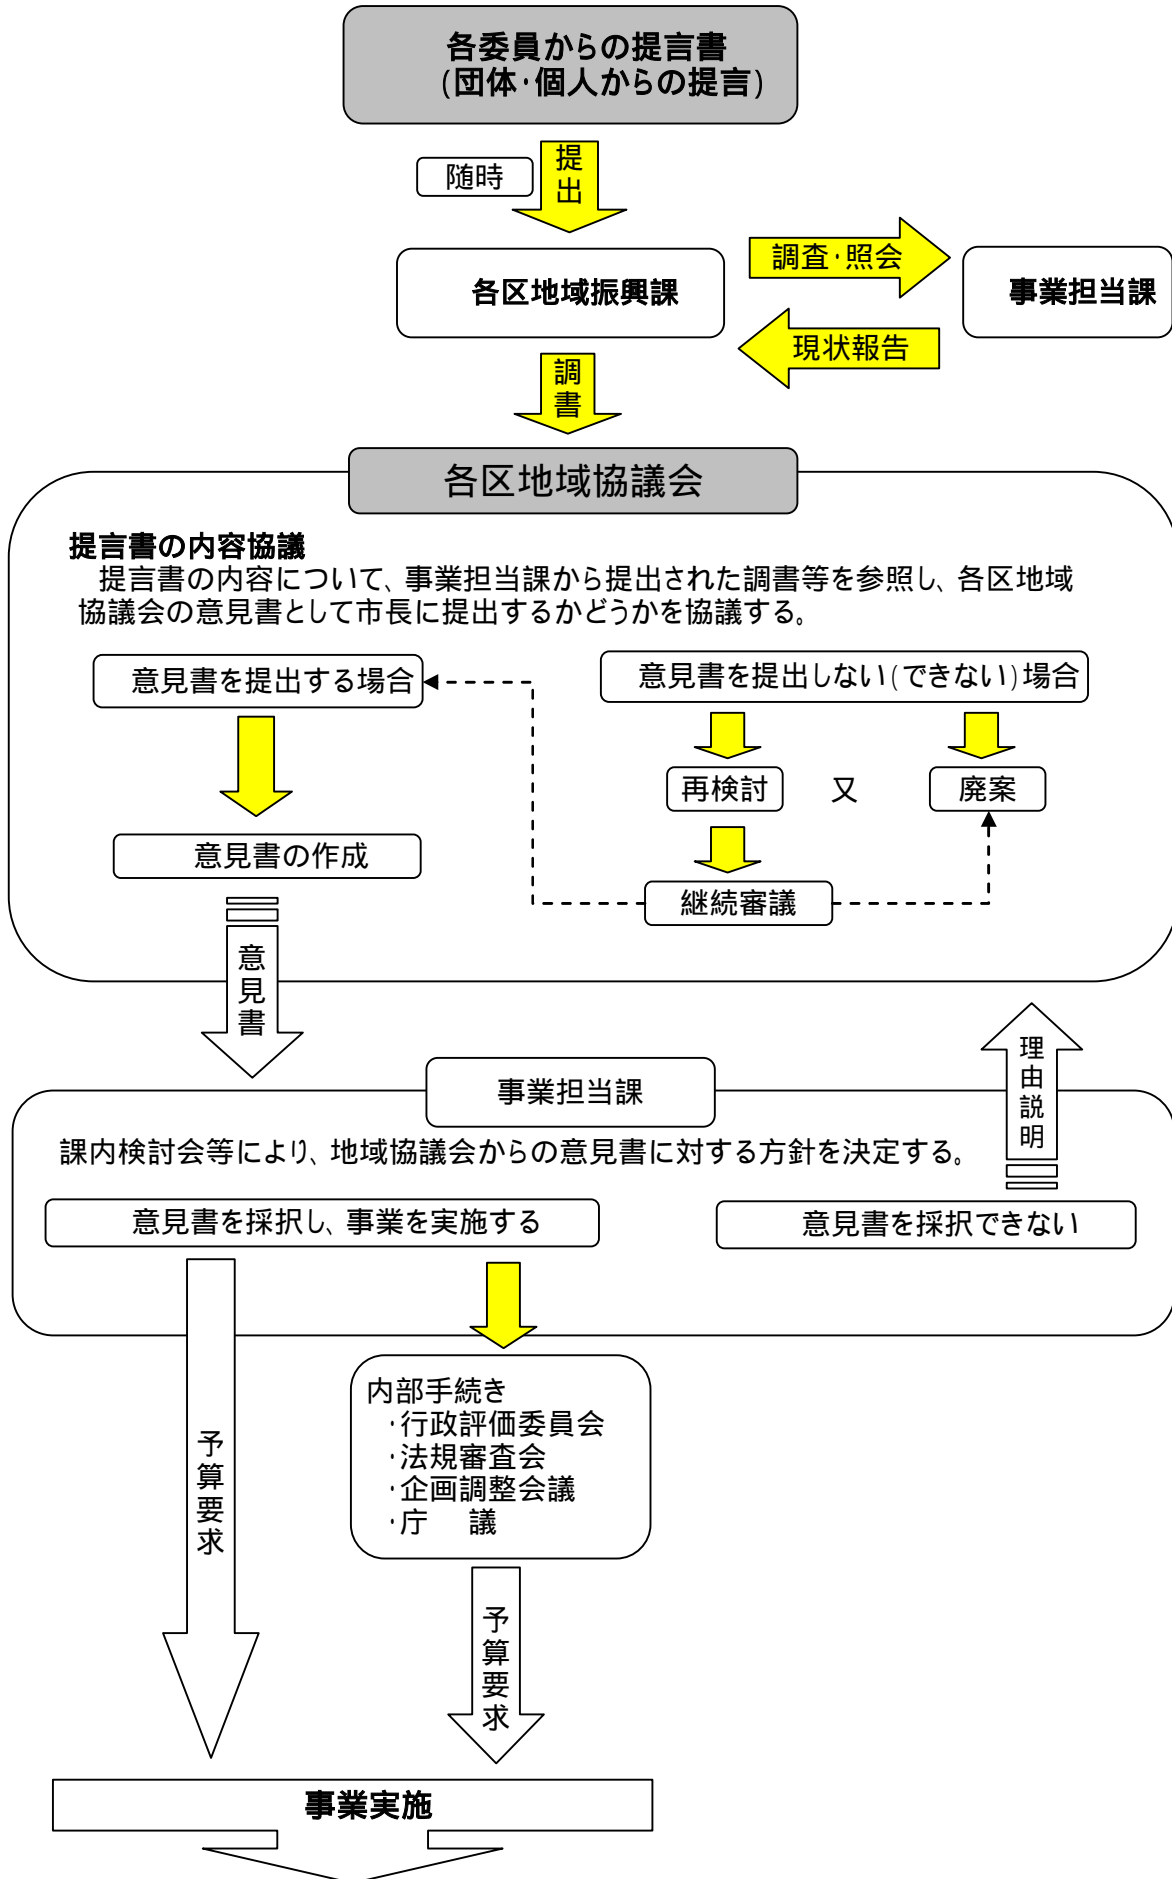 各委員からの提言書
(団体・個人からの提言)
随時
提出
各区地域振興課
調査・照会
事業担当課
現状報告
調書
各区地域協議会
提言書の内容協議
提言書の内容について、事業担当課から提出された調書等を参照し、各区地域
協議会の意見書として市長に提出するかどうかを協議する。
意見書を提出する場合
意見書を提出しない(できない)場合
再検討
又
廃案
意見書の作成
継続審議
意見書
理由説明
事業担当課
課内検討会等により、地域協議会からの意見書に対する方針を決定する。
意見書を採択し、事業を実施する
意見書を採択できない
内部手続き
・行政評価委員会
・法規審査会
・企画調整会議
・庁　議
予算要求
予算要求
事業実施